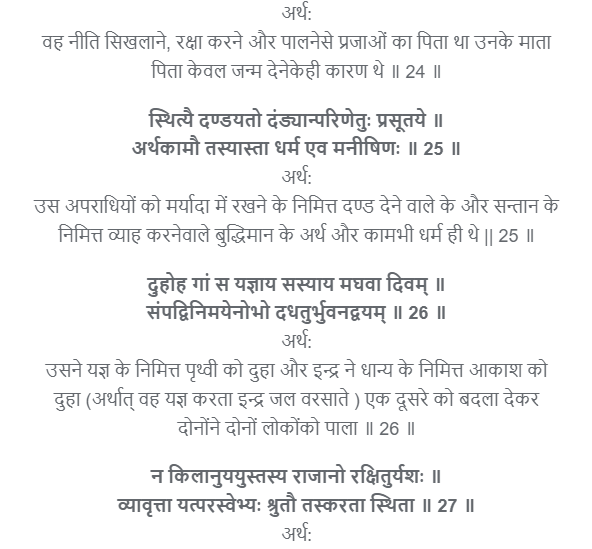 अर्थ:
वह नीति सिखलाने, रक्षा करने और पालनेसे प्रजाओं का पिता था उनके माता
पिता केवल जन्म देनेकेही कारण थे ॥ 24 ॥
स्थित्यै दण्डयतो दंड्यान्परिणेतुः प्रसूतये ॥
अर्थकामौ तस्यास्ता धर्म एव मनीषिणः ॥ 25 ॥
अर्थ:
उस अपराधियों को मर्यादा में रखने के निमित्त दण्ड देने वाले के और सन्तान के
निमित्त व्याह करनेवाले बुद्धिमान के अर्थ और कामभी धर्म ही थे || 25 ॥
दुहोह गां स यज्ञाय सस्याय मघवा दिवम् ॥
संपद्विनिमयेनोभो दधतुर्भुवनद्वयम् ॥ 26 ॥
अर्थ:
उसने यज्ञ के निमित्त पृथ्वी को दुहा और इन्द्र ने धान्य के निमित्त आकाश को
दुहा (अर्थात् वह यज्ञ करता इन्द्र जल वरसाते ) एक दूसरे को बदला देकर
दोनोंने दोनों लोकोंको पाला ॥ 26 ॥
न किलानुययुस्तस्य राजानो रक्षितुर्यशः ॥
व्यावृत्ता यत्परस्वेभ्यः श्रुतौ तस्करता स्थिता ॥ 27 ॥
अर्थ: